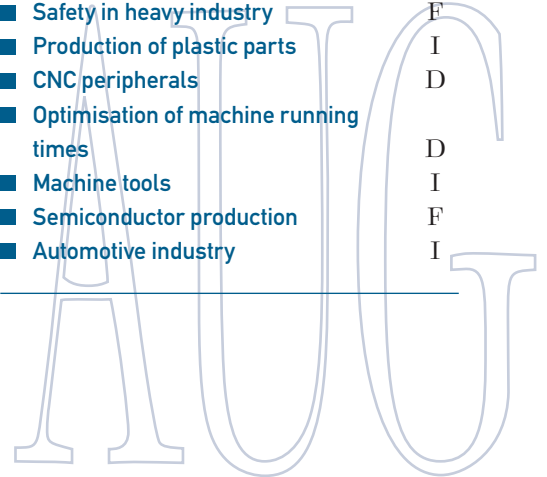 Safety in heavy industry F
Production of plastic parts I
CNC peripherals D
Optimisation of machine running
times D
Machine tools I
Semiconductor production F
Automotive industry I
AUG